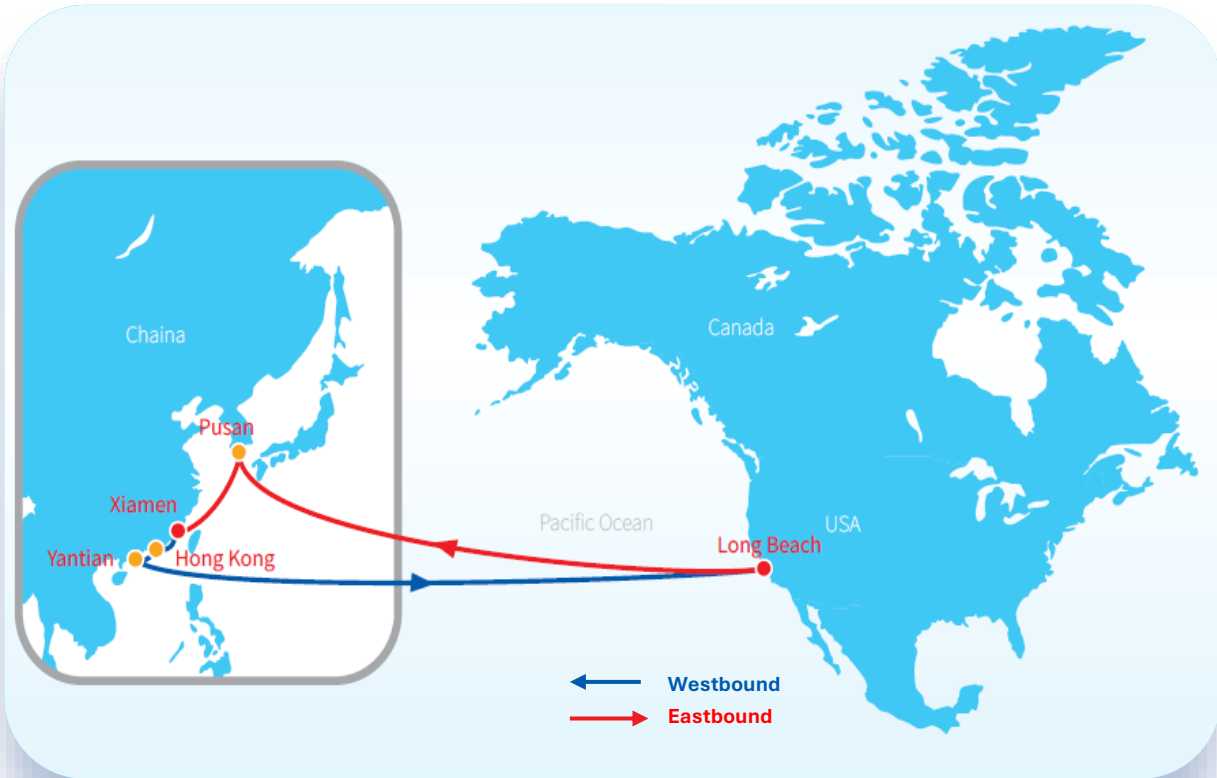 Canada
Chaina
Pusan
Xiamen
Pacific Ocean
USA
Long Beach
Yantian
Hong Kong
Westbound
Eastbound